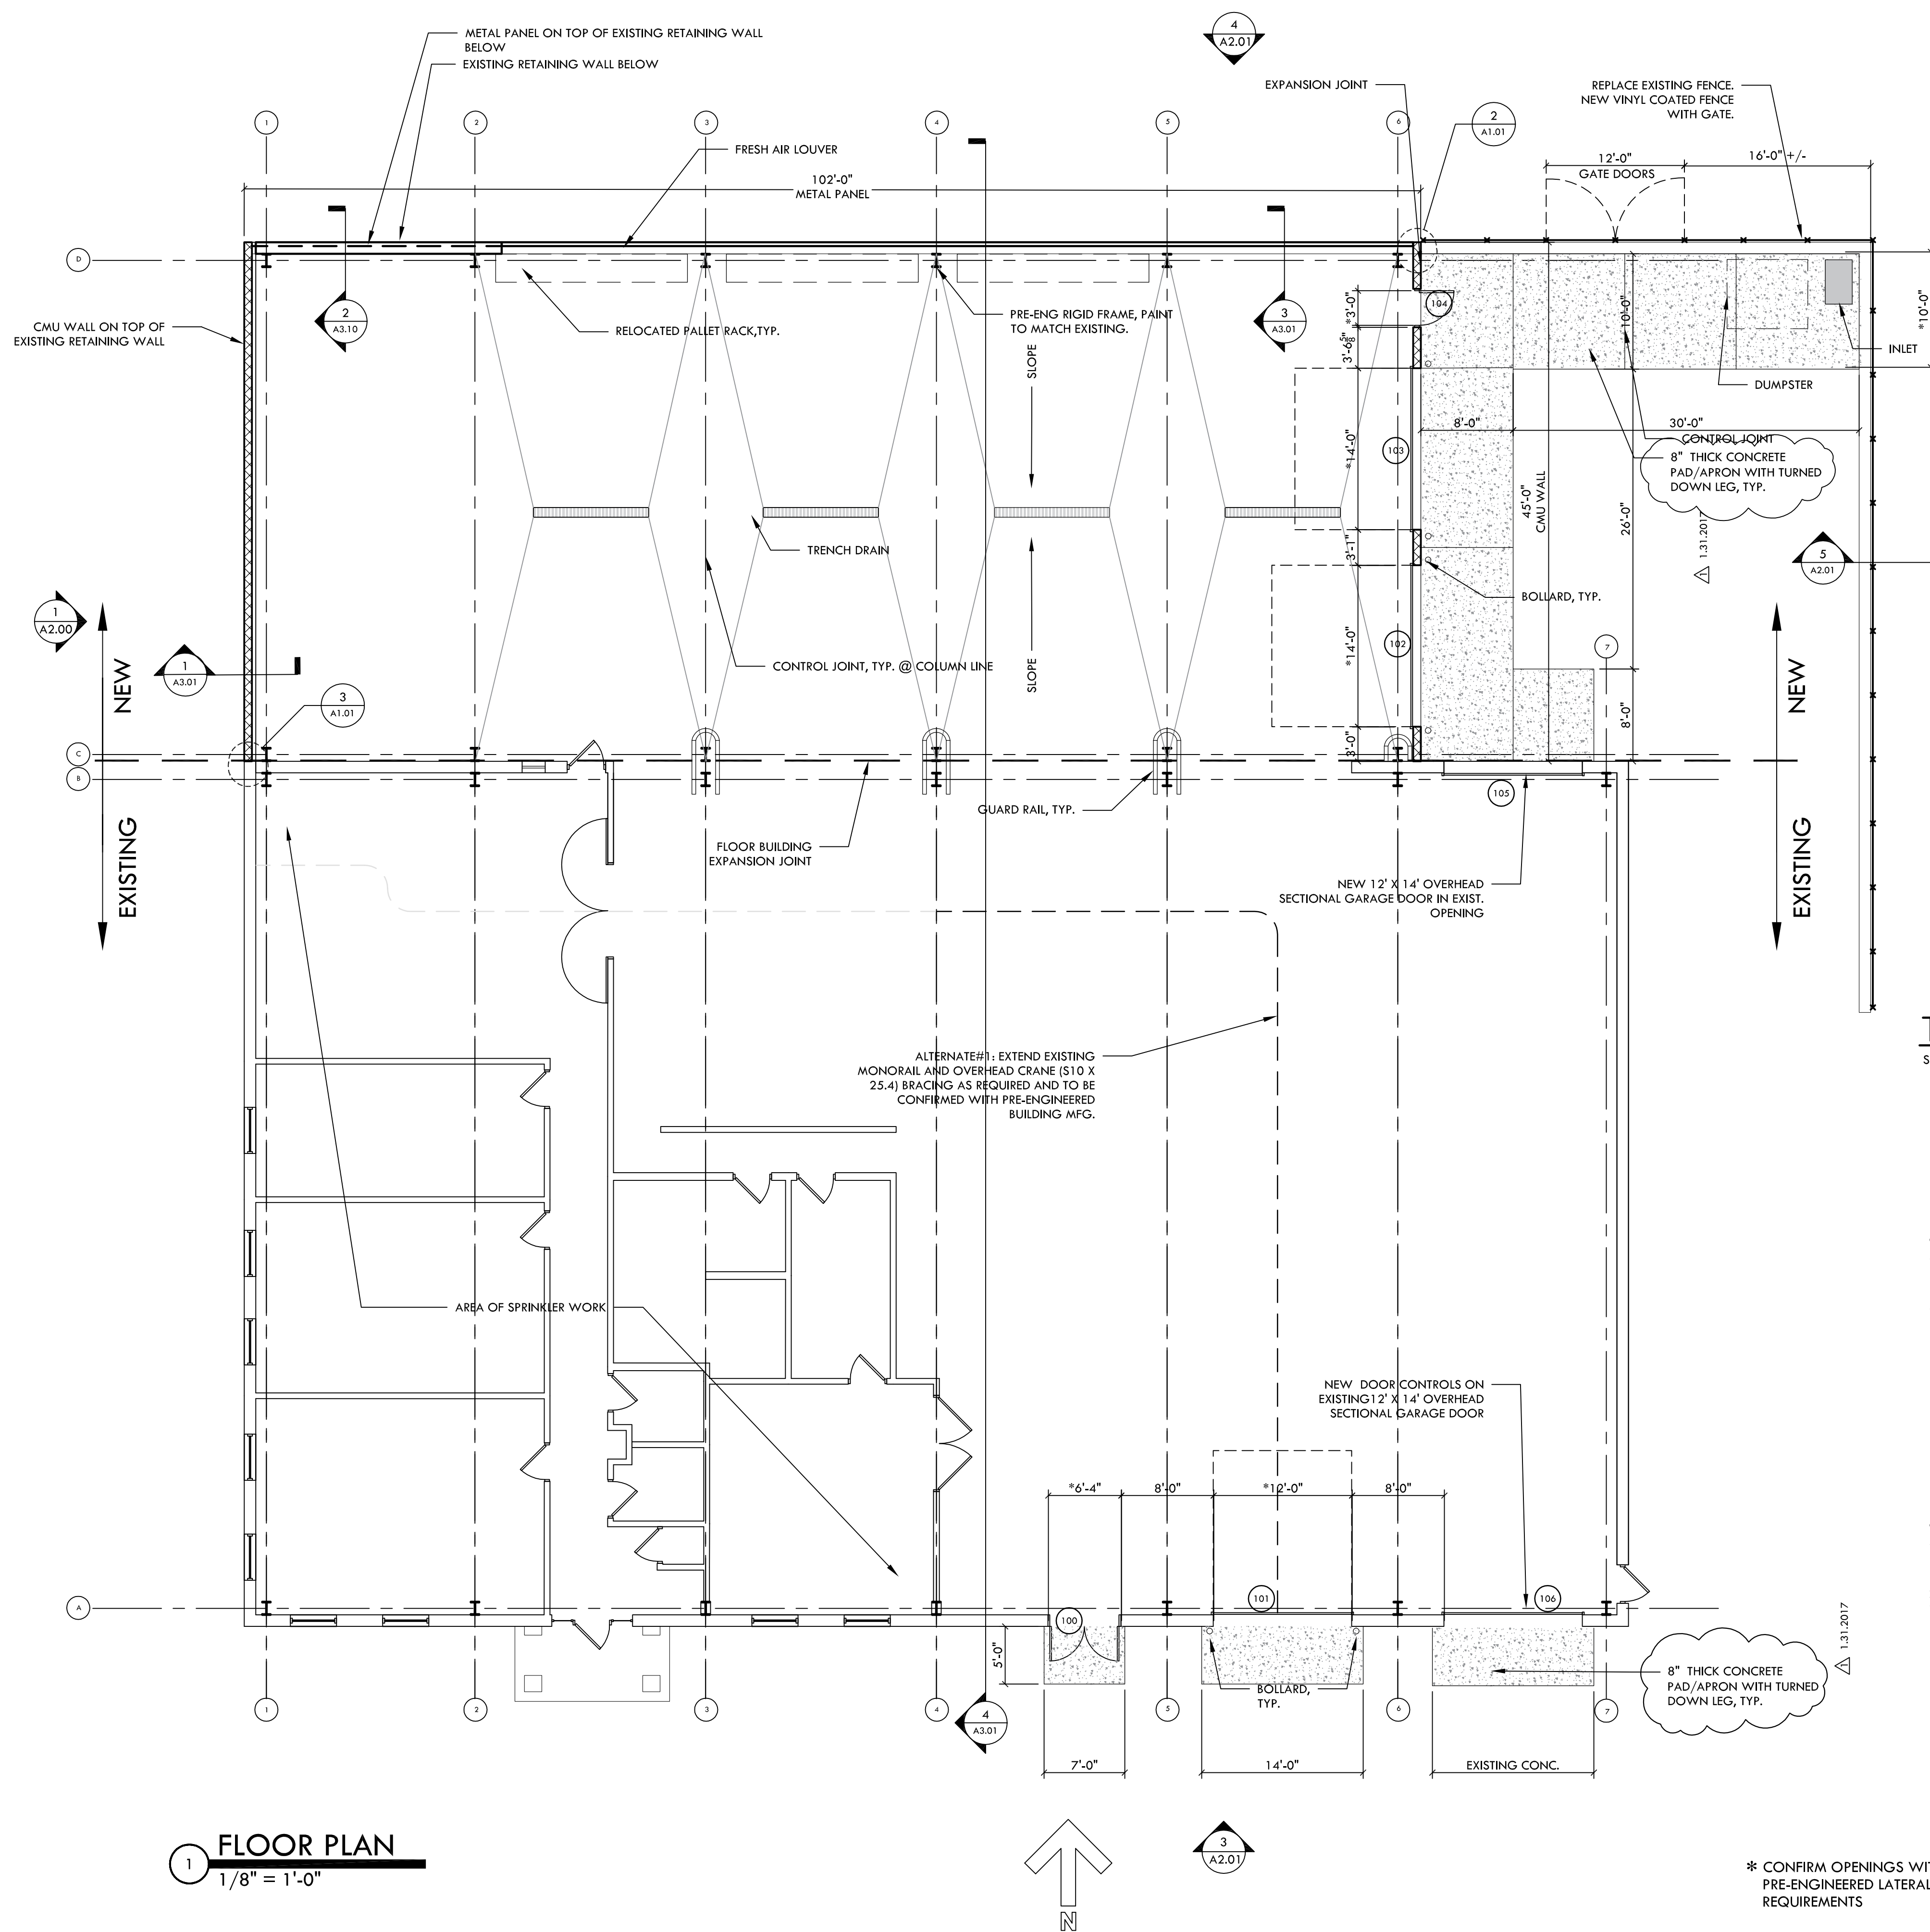 METAL PANEL ON TOP OF EXISTING RETAINING WALL
BELOW
EXISTING RETAINING WALL BELOW
4
A2.01
EXPANSION JOINT
REPLACE EXISTING FENCE.
NEW VINYL COATED FENCE
WITH GATE.
1
2
3
4
5
6
2
A1.01
FRESH AIR LOUVER
12'-0"
GATE DOORS
16'-0" +/-
102'-0"
METAL PANEL
D
2
A3.10
CMU WALL ON TOP OF
EXISTING RETAINING WALL
RELOCATED PALLET RACK,TYP.
PRE-ENG RIGID FRAME, PAINT
TO MATCH EXISTING.
3
A3.01
*3'-0"
104
10'-0"
*10'-0"
3'-6⅝"
SLOPE
INLET
DUMPSTER
8'-0"
30'-0"
CONTROL JOINT
8" THICK CONCRETE
PAD/APRON WITH TURNED
DOWN LEG, TYP.
*14'-0"
103
45'-0"
CMU WALL
26'-0"
1
1.31.201
TRENCH DRAIN
3'-1"
5
A2.01
BOLLARD, TYP.
1
A2.00
NEW
1
A3.01
3
A1.01
CONTROL JOINT, TYP. @ COLUMN LINE
SLOPE
*14'-0"
102
7
NEW
8'-0"
3'-0"
C
B
105
GUARD RAIL, TYP.
EXISTING
FLOOR BUILDING
EXPANSION JOINT
NEW 12' X 14' OVERHEAD
SECTIONAL GARAGE DOOR IN EXIST.
OPENING
EXISTING
S
ALTERNATE#1: EXTEND EXISTING
MONORAIL AND OVERHEAD CRANE (S10 X
25.4) BRACING AS REQUIRED AND TO BE
CONFIRMED WITH PRE-ENGINEERED
BUILDING MFG.
AREA OF SPRINKLER WORK
NEW DOOR CONTROLS ON
EXISTING12' X 14' OVERHEAD
SECTIONAL GARAGE DOOR
*6'-4"
8'-0"
*12'-0"
8'-0"
A
100
101
106
5'-0"
1
1.31.2017
8" THICK CONCRETE
PAD/APRON WITH TURNED
DOWN LEG, TYP.
BOLLARD,
TYP.
1
2
3
4
4
A3.01
5
6
7
7'-0"
14'-0"
EXISTING CONC.
1
FLOOR PLAN
1/8" = 1'-0"
N
3
A2.01
* CONFIRM OPENINGS WI
PRE-ENGINEERED LATERAL
REQUIREMENTS